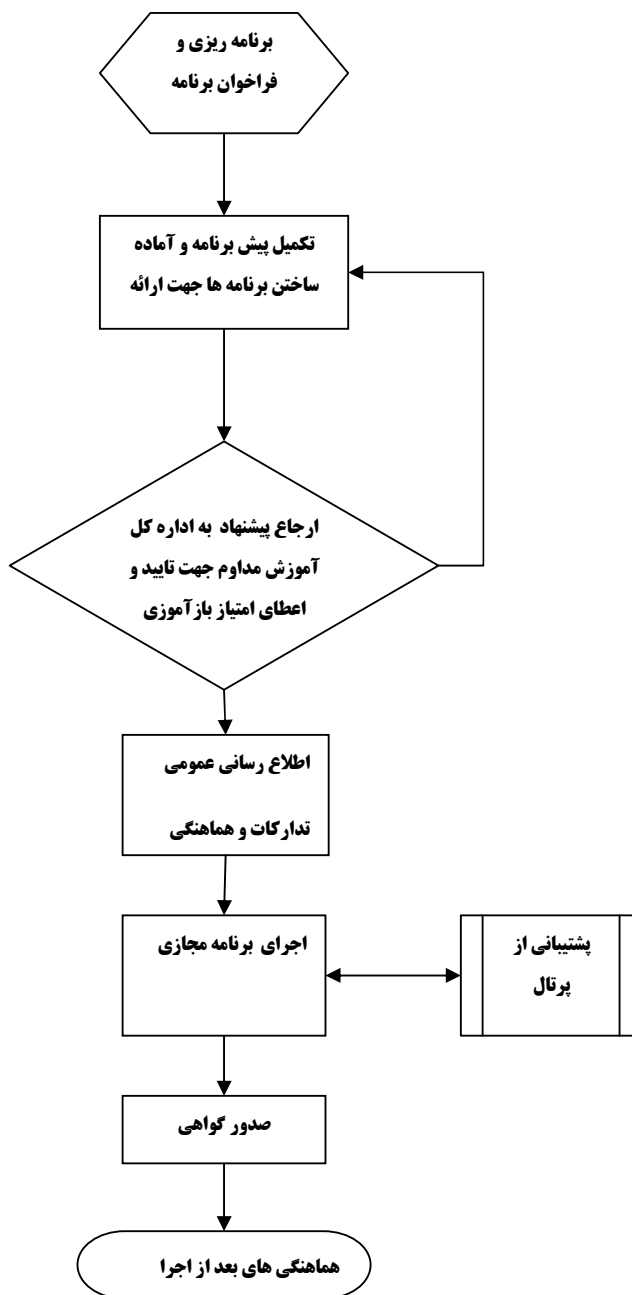 برنامه ریزی و
فراخوان برنامه
تکمیل پیش برنامه و آماده
ساختن برنامه ها جهت ارائه
ارجاع پیشنهاد به اداره کل
آموزش مداوم جهت تایید و
اعطای امتیاز بازآموزی
اطلاع رسانی عمومی
تدارکات و هماهنگی
اجرای برنامه مجازی
پشتیبانی از
پرتال
صدور گواهی
هماهنگی های بعد از اجرا